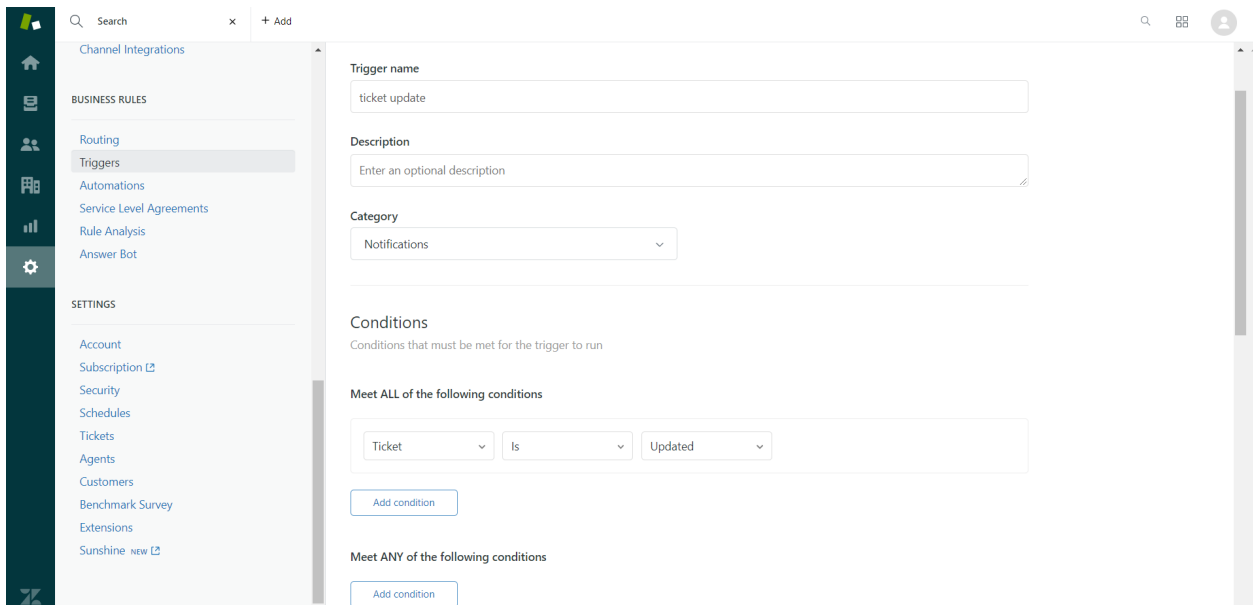 Search × + Add
Channel Integrations
BUSINESS RULES
Routing
Triggers
Automations
Service Level Agreements
Rule Analysis
Answer Bot
SETTINGS
Account
Subscription
Security
Schedules
Tickets
Agents
Customers
Benchmark Survey
Extensions
Sunshine NEW
Trigger name
ticket update
Description
Enter an optional description
Category
Notifications
Conditions
Conditions that must be met for the trigger to run
Meet ALL of the following conditions
Ticket Is Updated
Add condition
Meet ANY of the following conditions
Add condition